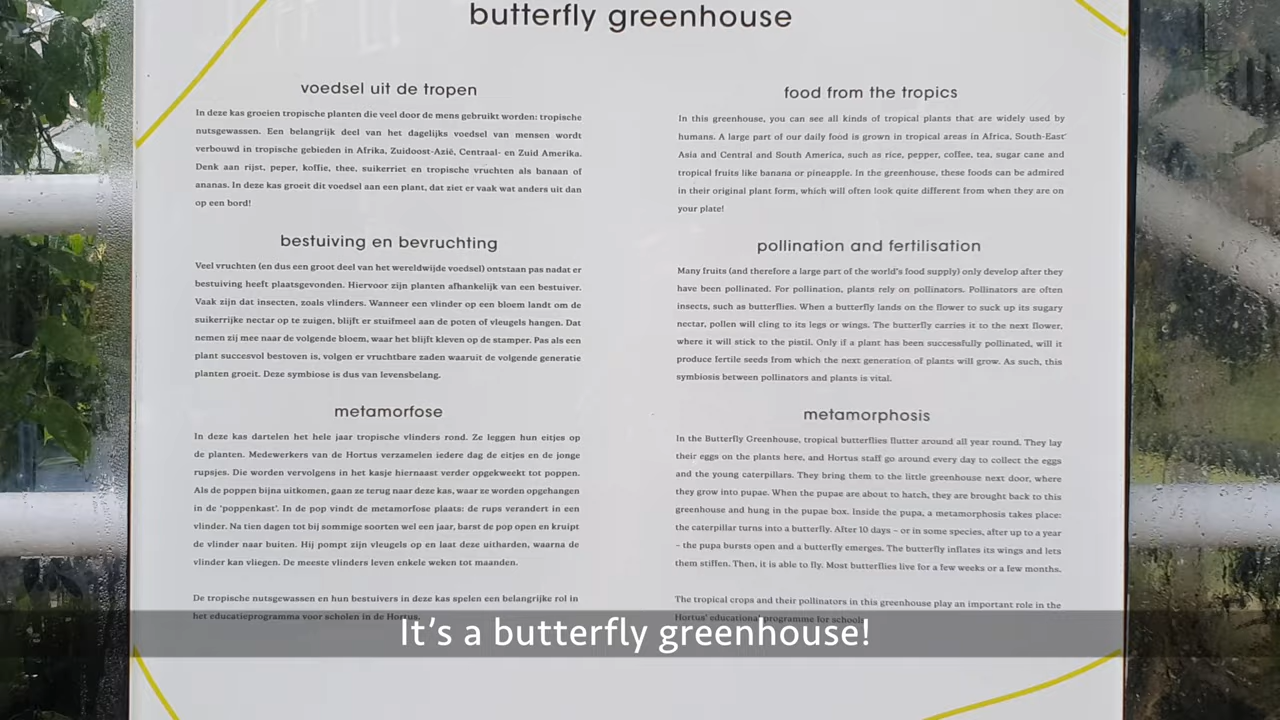 butterfly greenhouse
voedsel uit de tropen
In deze kas groeien tropische planten die veel door de mens gebruikt worden: tropische
nutsgewassen. Een belangrijk deel van het dagelijks voedsel van mensen wordt
verbouwd in tropische gebieden in Afrika, Zuidoost-Azië, Centraal- en Zuid Amerika.
Denk aan rijst, peper, koffie, thee, suikerriet en tropische vruchten als banaan of
ananas. In deze kas groeit dit voedsel aan een plant, dat ziet er vaak wat anders uit dan
op een bord!
bestuiving en bevruchting
Veel vruchten (en dus een groot deel van het wereldwijde voedsel) ontstaan pas nadat er
bestuiving heeft plaatsgevonden. Hiervoor zijn planten afhankelijk van een bestuiver.
Vaak zijn dat insecten, zoals vlinders. Wanneer een vlinder op een bloem landt om de
suikerrijke nectar op te zuigen, blijft er stuifmeel aan de poten of vleugels hangen. Dat
nemen zij mee naar de volgende bloem, waar het blijft kleven op de stamper. Pas als een
plant succesvol bestoven is, volgen er vruchtbare zaden waaruit de volgende generatie
planten groeit. Deze symbiose is dus van levensbelang.
metamorfose
In deze kas dartelen het hele jaar tropische vlinders rond. Ze leggen hun eitjes op
de planten. Medewerkers van de Hortus verzamelen iedere dag de eitjes en de jonge
rupsjes. Die worden vervolgens in het kasje hiernaast verder opgekweekt tot poppen.
Als de poppen bijna uitkomen, gaan ze terug naar deze kas, waar ze worden opgehangen
in de ‘poppenkast’. In de pop vindt de metamorfose plaats: de rups verandert in een
vlinder. Na tien dagen tot bij sommige soorten wel een jaar, barst de pop open en kruipt
de vlinder naar buiten. Hij pompt zijn vleugels op en laat deze uitharden, waarna de
vlinder kan vliegen. De meeste vlinders leven enkele weken tot maanden.
De tropische nutsgewassen en hun bestuivers in deze kas spelen een belangrijke rol in
het educatieprogramma voor scholen in de Hortus.
food from the tropics
In this greenhouse, you can see all kinds of tropical plants that are widely used by
humans. A large part of our daily food is grown in tropical areas in Africa, South-East
Asia and Central and South America, such as rice, pepper, coffee, tea, sugar cane and
tropical fruits like banana or pineapple. In the greenhouse, these foods can be admired
in their original plant form, which will often look quite different from when they are on
your plate!
pollination and fertilisation
Many fruits (and therefore a large part of the world's food supply) only develop after they
have been pollinated. For pollination, plants rely on pollinators. Pollinators are often
insects, such as butterflies. When a butterfly lands on the flower to suck up its sugary
nectar, pollen will cling to its legs or wings. The butterfly carries it to the next flower,
where it will stick to the pistil. Only if a plant has been successfully pollinated, will it
produce fertile seeds from which the next generation of plants will grow. As such, this
symbiosis between pollinators and plants is vital.
metamorphosis
In the Butterfly Greenhouse, tropical butterflies flutter around all year round. They lay
their eggs on the plants here, and Hortus staff go around every day to collect the eggs
and the young caterpillars. They bring them to the little greenhouse next door, where
they grow into pupae. When the pupae are about to hatch, they are brought back to this
greenhouse and hung in the pupae box. Inside the pupa, a metamorphosis takes place:
the caterpillar turns into a butterfly. After 10 days – or in some species, after up to a year
– the pupa bursts open and a butterfly emerges. The butterfly inflates its wings and lets
them stiffen. Then, it is able to fly. Most butterflies live for a few weeks or a few months.
The tropical crops and their pollinators in this greenhouse play an important role in the
Hortus' educational programme for schools.
It's a butterfly greenhouse!